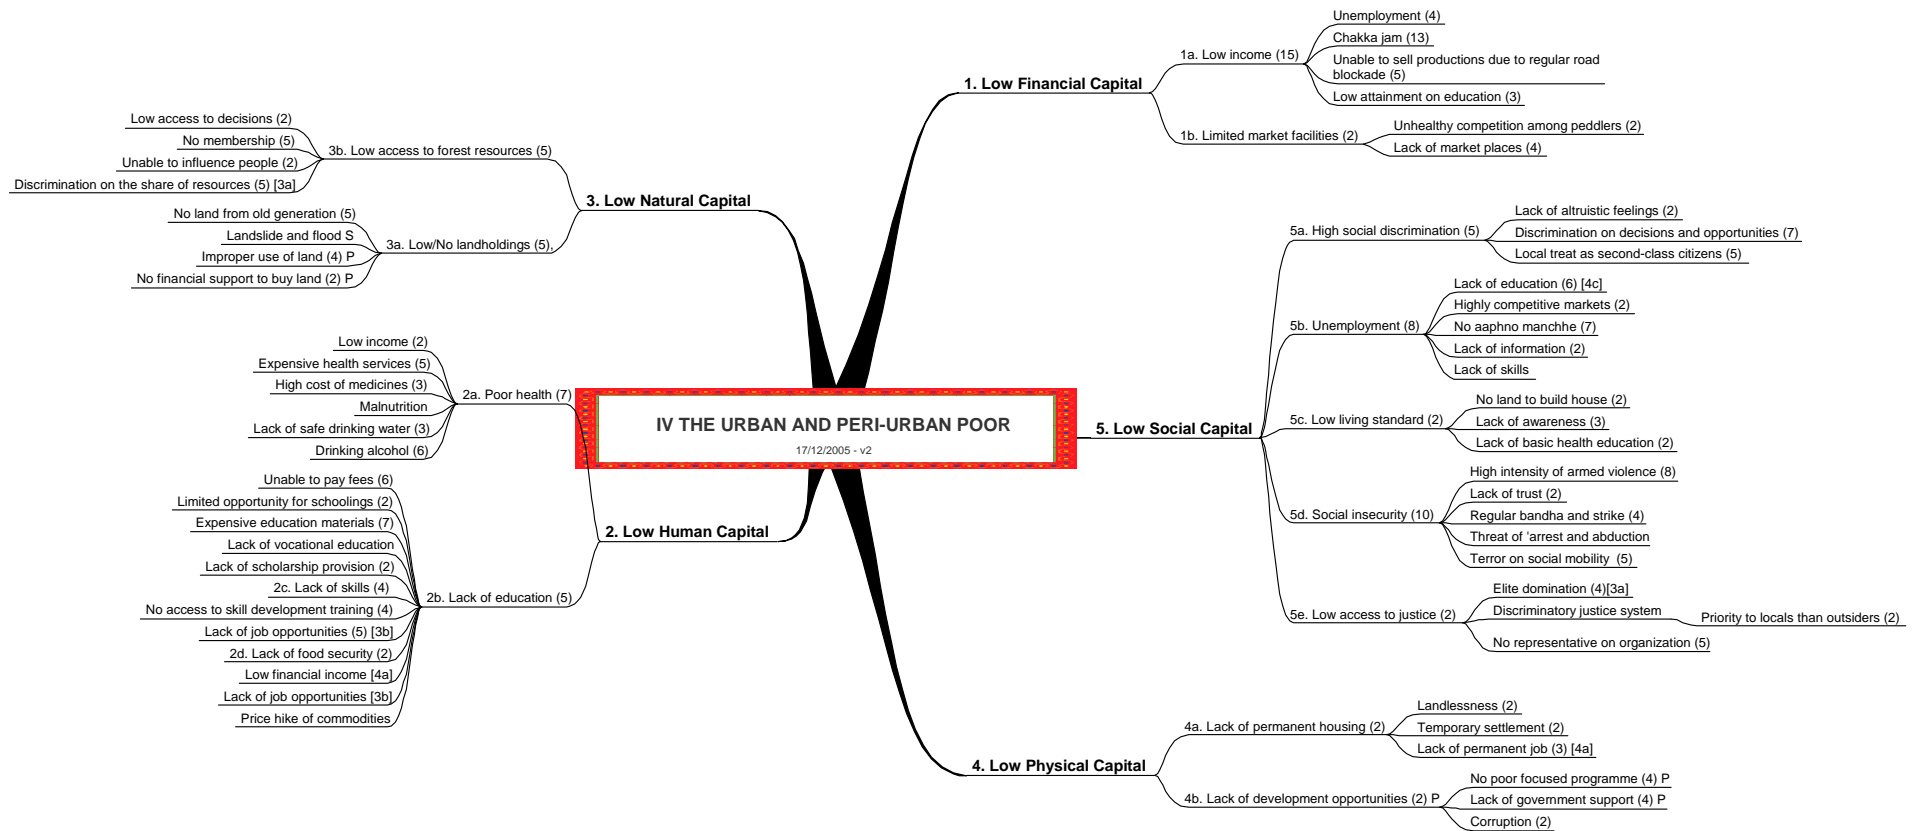 IV THE URBAN AND PERI-URBAN POOR
17/12/2005 - v2
1. Low Financial Capital
1a. Low income (15)
Unemployment (4)
Chakka jam (13)
Unable to sell productions due to regular road
blockade (5)
Low attainment on education (3)
1b. Limited market facilities (2)
Unhealthy competition among peddlers (2)
Lack of market places (4)
5. Low Social Capital
5a. High social discrimination (5)
Lack of altruistic feelings (2)
Discrimination on decisions and opportunities (7)
Local treat as second-class citizens (5)
5b. Unemployment (8)
Lack of education (6) [4c]
Highly competitive markets (2)
No aaphno manchhe (7)
Lack of information (2)
Lack of skills
5c. Low living standard (2)
No land to build house (2)
Lack of awareness (3)
Lack of basic health education (2)
5d. Social insecurity (10)
High intensity of armed violence (8)
Lack of trust (2)
Regular bandha and strike (4)
Threat of 'arrest and abduction
Terror on social mobility (5)
5e. Low access to justice (2)
Elite domination (4)[3a]
Discriminatory justice system
Priority to locals than outsiders (2)
No representative on organization (5)
4. Low Physical Capital
4a. Lack of permanent housing (2)
Landlessness (2)
Temporary settlement (2)
Lack of permanent job (3) [4a]
4b. Lack of development opportunities (2) P
No poor focused programme (4) P
Lack of government support (4) P
Corruption (2)
3. Low Natural Capital
3b. Low access to forest resources (5)
Low access to decisions (2)
No membership (5)
Unable to influence people (2)
Discrimination on the share of resources (5) [3a]
3a. Low/No landholdings (5),
No land from old generation (5)
Landslide and flood S
Improper use of land (4) P
No financial support to buy land (2) P
2. Low Human Capital
2a. Poor health (7)
Low income (2)
Expensive health services (5)
High cost of medicines (3)
Malnutrition
Lack of safe drinking water (3)
Drinking alcohol (6)
2b. Lack of education (5)
Unable to pay fees (6)
Limited opportunity for schoolings (2)
Expensive education materials (7)
Lack of vocational education
Lack of scholarship provision (2)
2c. Lack of skills (4)
No access to skill development training (4)
Lack of job opportunities (5) [3b]
2d. Lack of food security (2)
Low financial income [4a]
Lack of job opportunities [3b]
Price hike of commodities